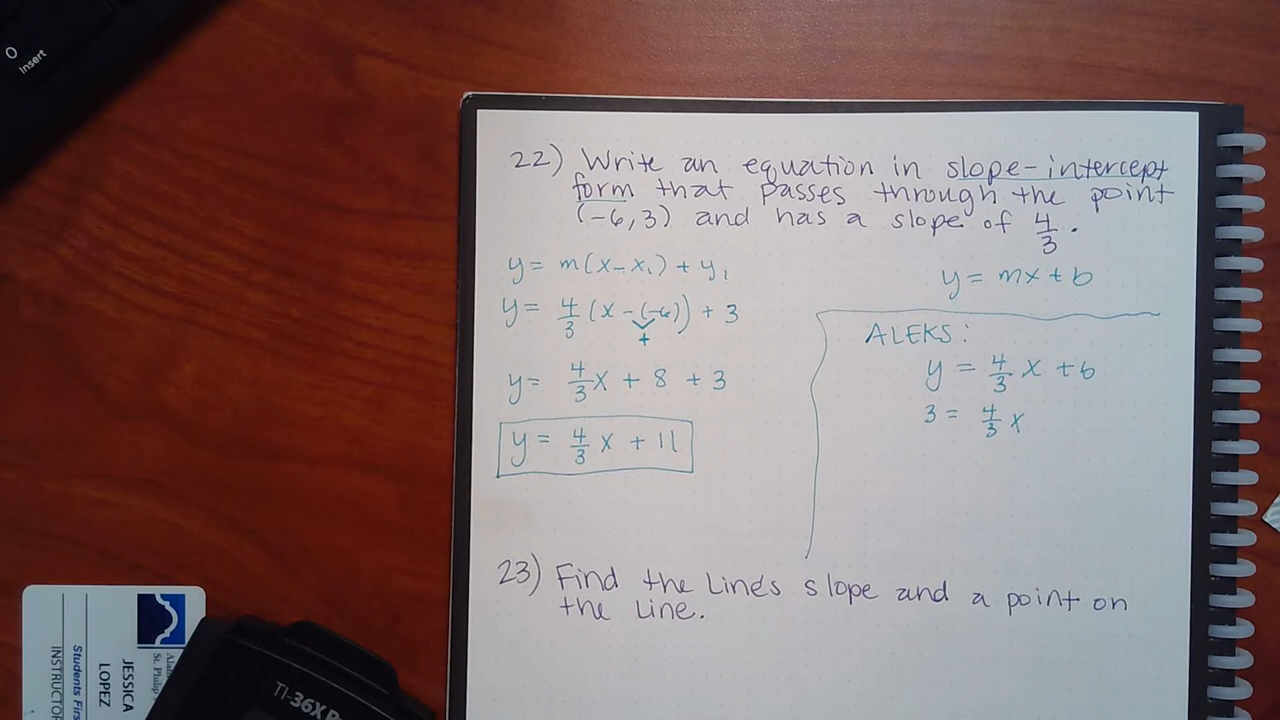 0
Insert
22) Write an equation in slope-intercept
form that passes through the point
(-6,3) and has a slope of 4/3.
y = m(x-x₁) + y₁
y = 4/3 (x - (-6)) + 3
+
y = 4/3 x + 8 + 3
y = 4/3 x + 11
y = mx + b
ALEKS:
y = 4/3 x + b
3 = 4/3 x
23) Find the Line's slope and a point on
the Line.
JESSICA
LOPEZ
Students
INSTRUCTOR
TI-36X